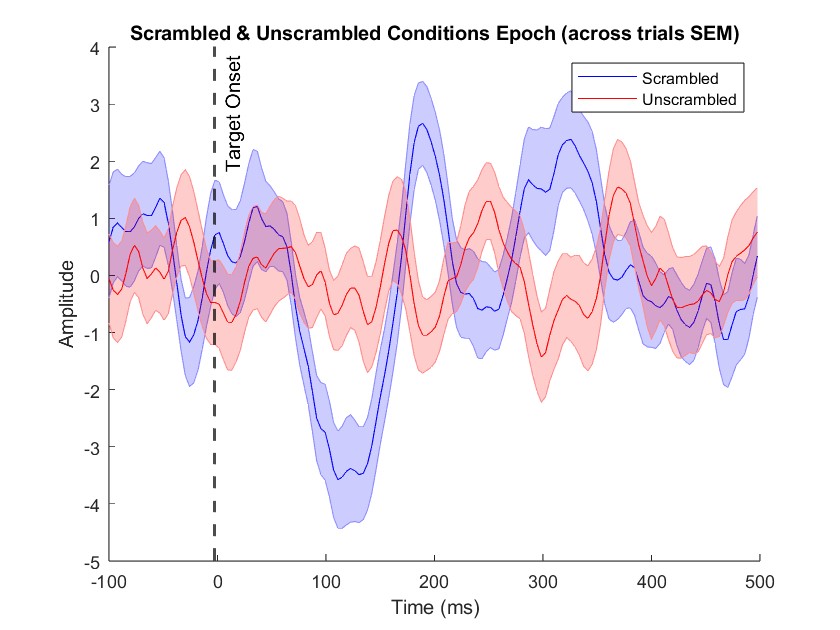 Scrambled & Unscrambled Conditions Epoch (across trials SEM)
4
3
2
1
0
-1
-2
-3
-4
-5
Amplitude
Target Onset
Scrambled
Unscrambled
-100
0
100
200
300
400
500
Time (ms)